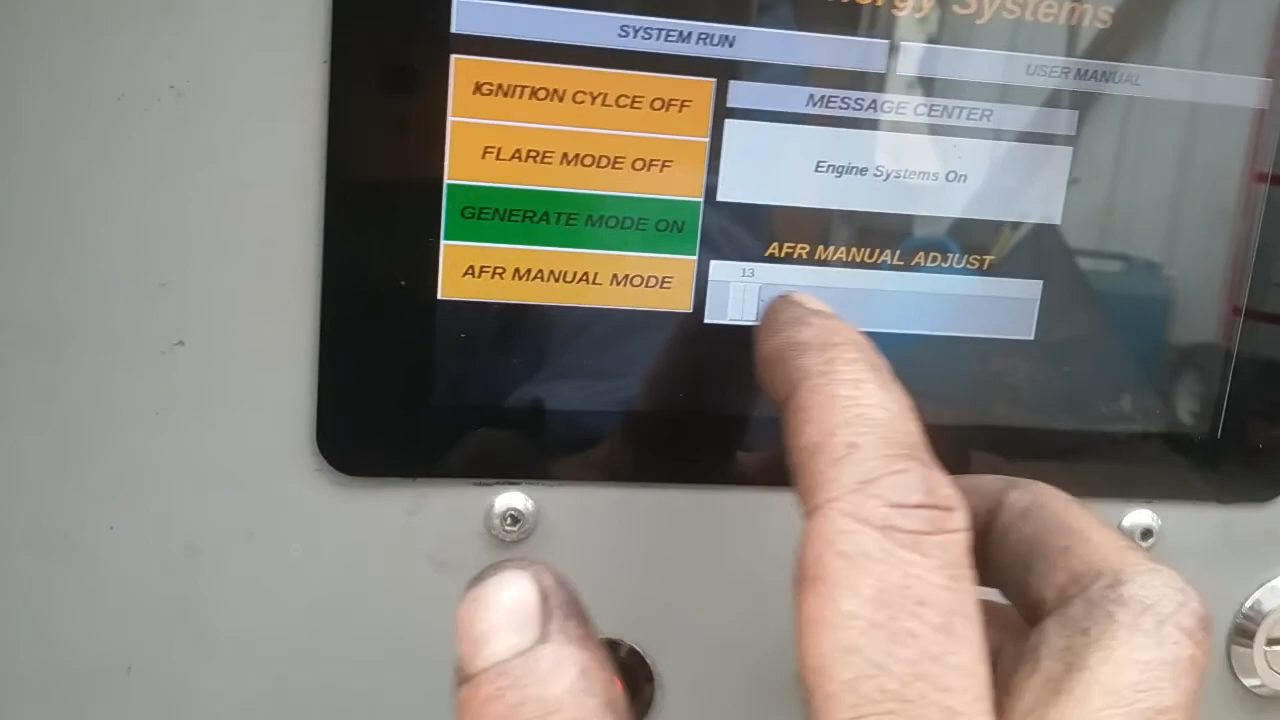 Systems
SYSTEM RUN
USER MANUAL
IGNITION CYLCE OFF
MESSAGE CENTER
FLARE MODE OFF
Engine Systems On
GENERATE MODE ON
AFR MANUAL ADJUST
AFR MANUAL MODE
13